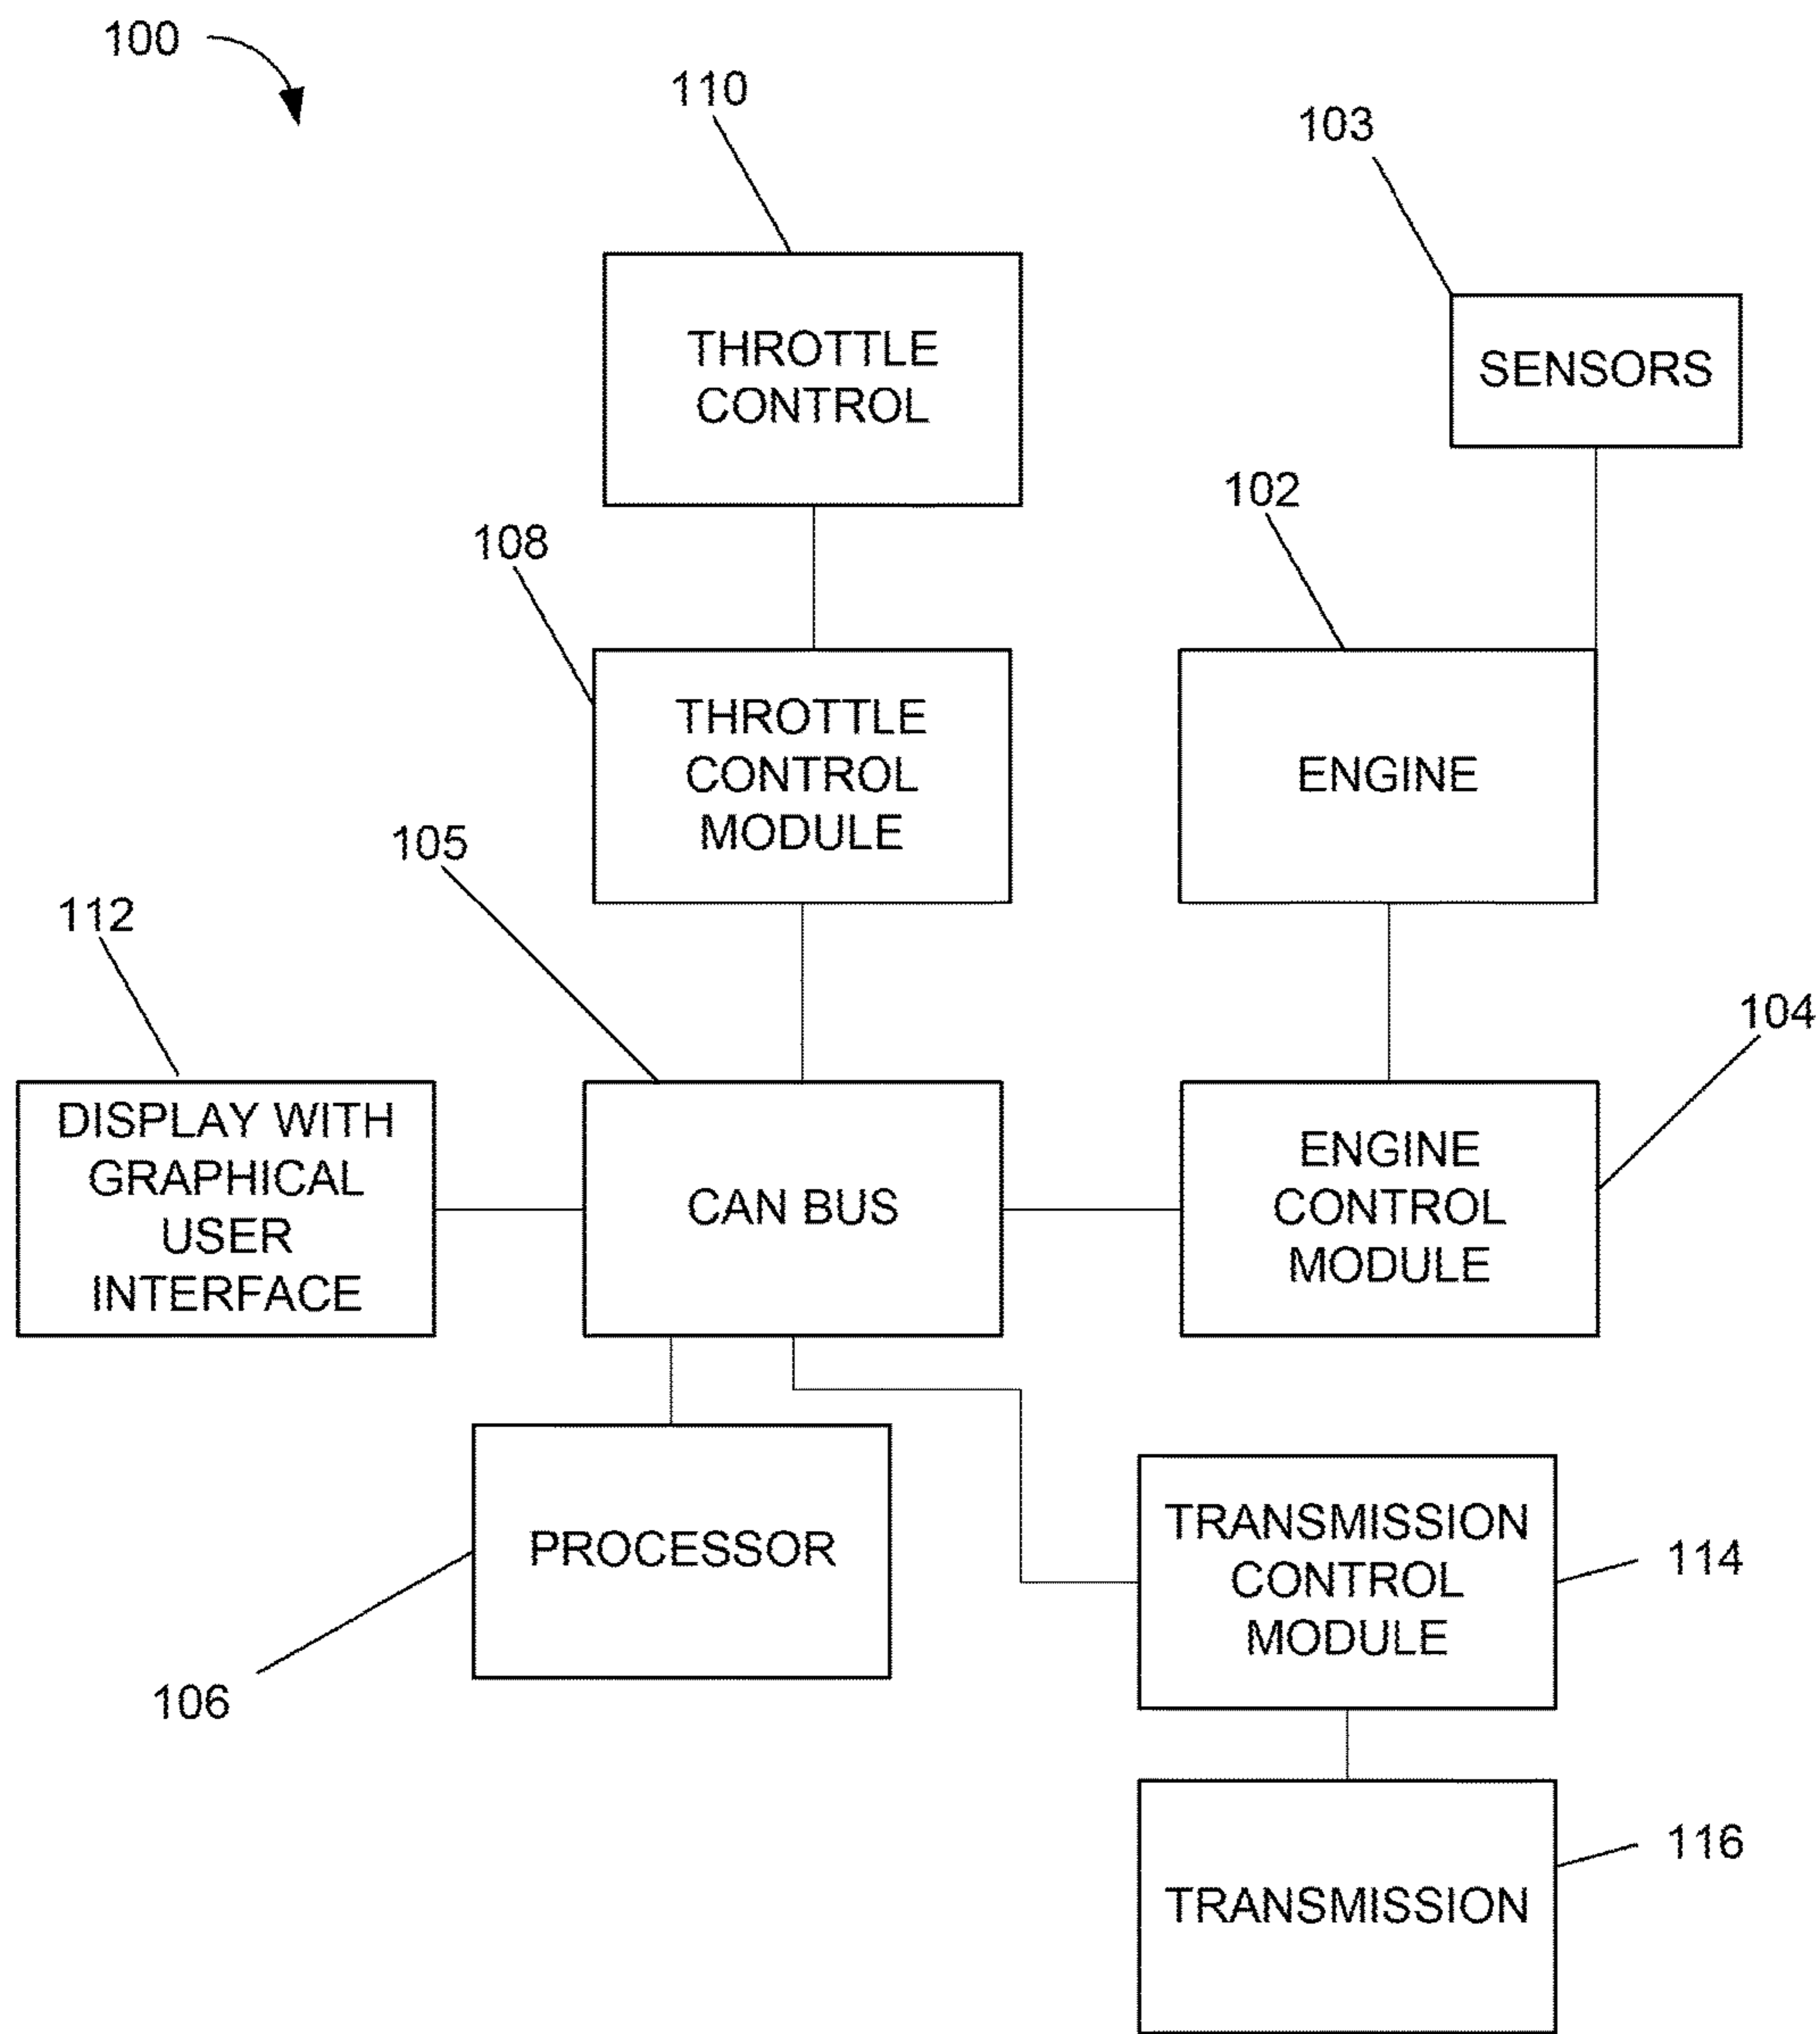 100
110
103
THROTTLE
CONTROL
SENSORS
102
108
THROTTLE
CONTROL
MODULE
ENGINE
105
112
104
DISPLAY WITH
GRAPHICAL
USER
INTERFACE
CAN BUS
ENGINE
CONTROL
MODULE
PROCESSOR
TRANSMISSION
CONTROL
MODULE
114
106
116
TRANSMISSION